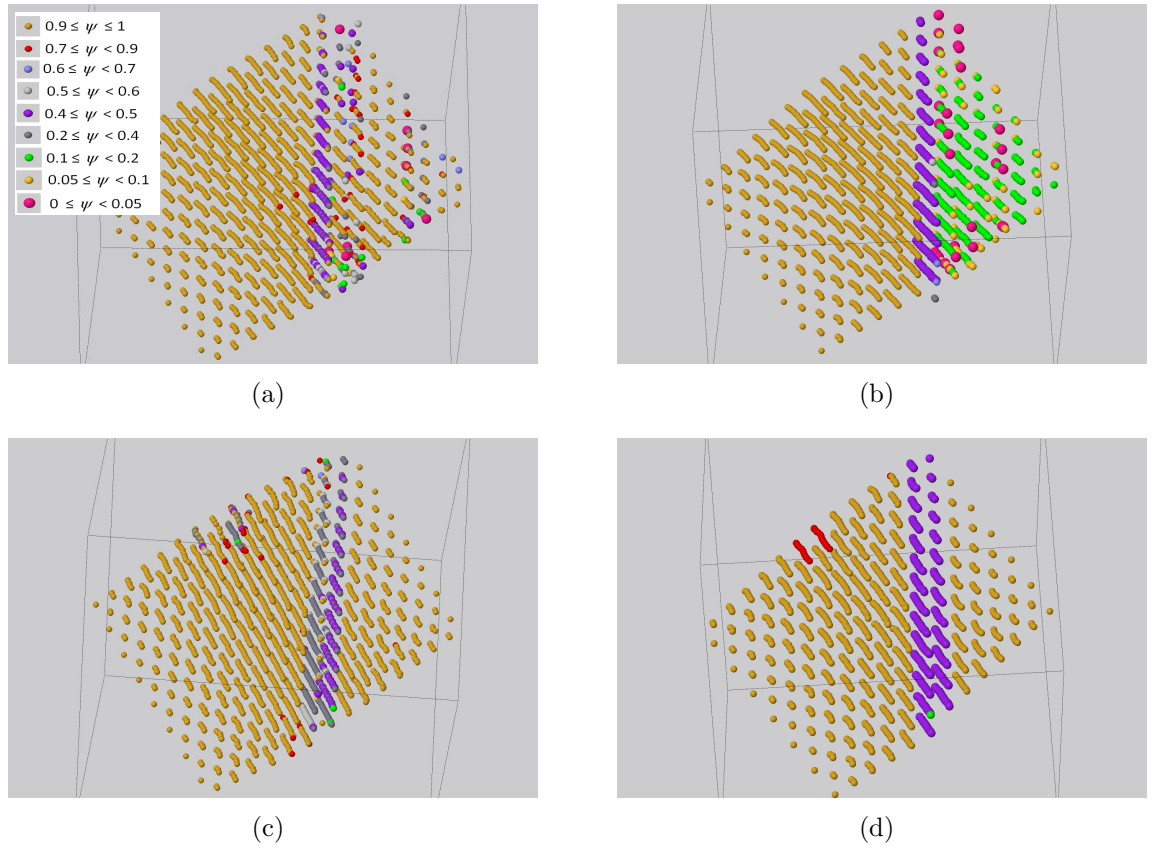 0.9 ≤ ψ ≤ 1
0.7 ≤ ψ < 0.9
0.6 ≤ ψ < 0.7
0.5 ≤ ψ < 0.6
0.4 ≤ ψ < 0.5
0.2 ≤ ψ < 0.4
0.1 ≤ ψ < 0.2
0.05 ≤ ψ < 0.1
0 ≤ ψ < 0.05
(a)
(b)
(c)
(d)